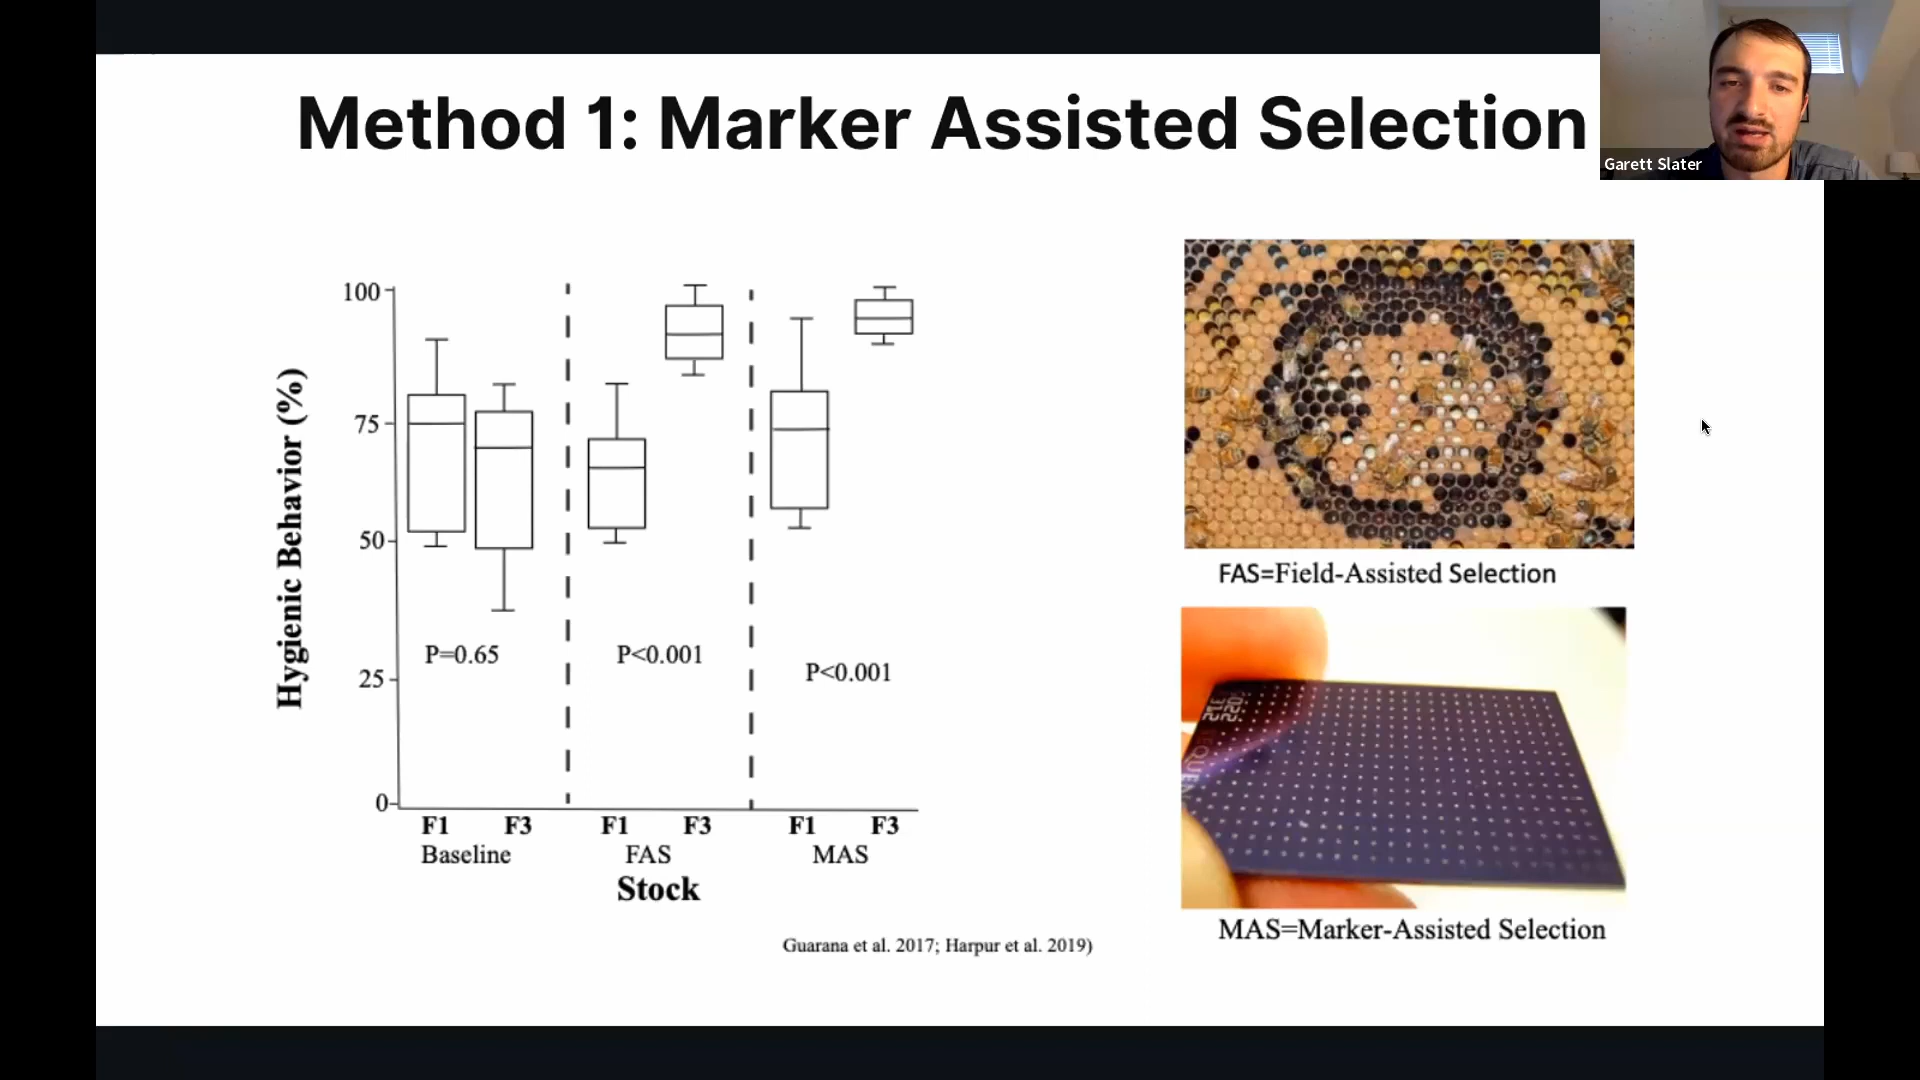 Method 1: Marker Assisted Selection
Garett Slater
Hygienic Behavior (%)
100
75
50
25
0
P=0.65
P<0.001
P<0.001
F1 F3 F1 F3 F1 F3
Baseline FAS MAS
Stock
Guarana et al. 2017; Harpur et al. 2019)
FAS=Field-Assisted Selection
MAS=Marker-Assisted Selection